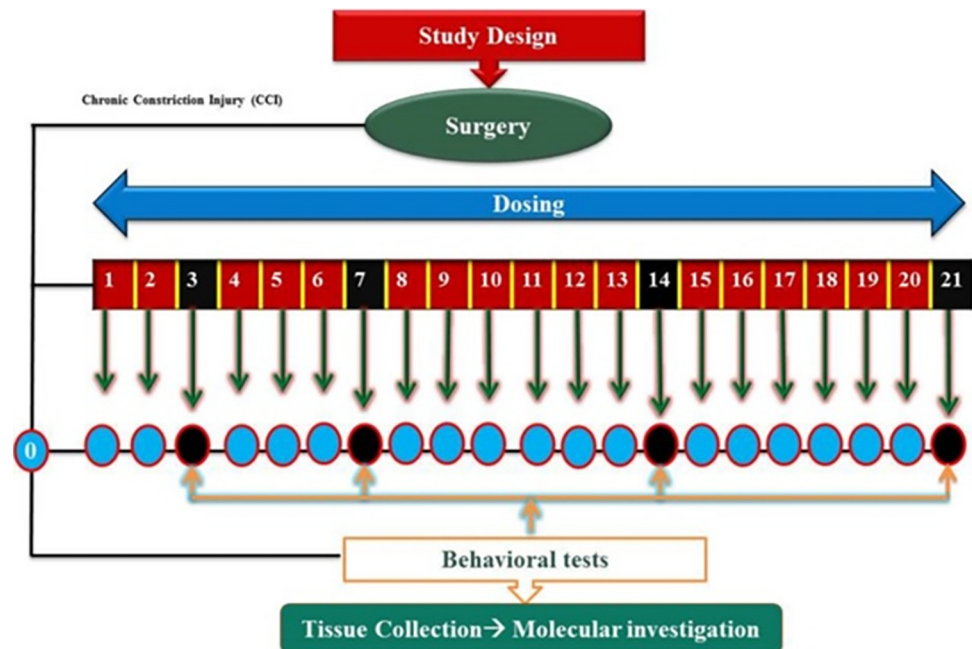 Study Design
Chronic Constriction Injury (CCI)
Surgery
Dosing
1 2 3 4 5 6 7 8 9 10 11 12 13 14 15 16 17 18 19 20 21
0
Behavioral tests
Tissue Collection→ Molecular investigation